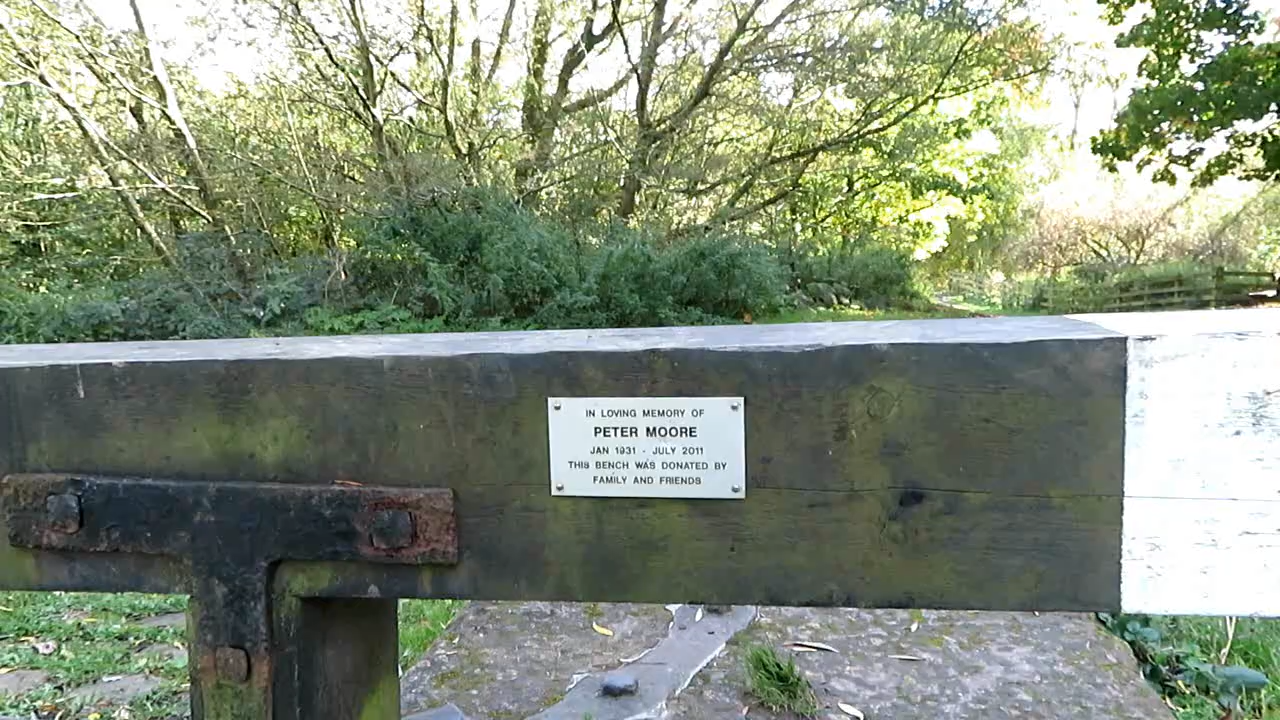 IN LOVING MEMORY OF
PETER MOORE
JAN 1931 - JULY 2011
THIS BENCH WAS DONATED BY
FAMILY AND FRIENDS